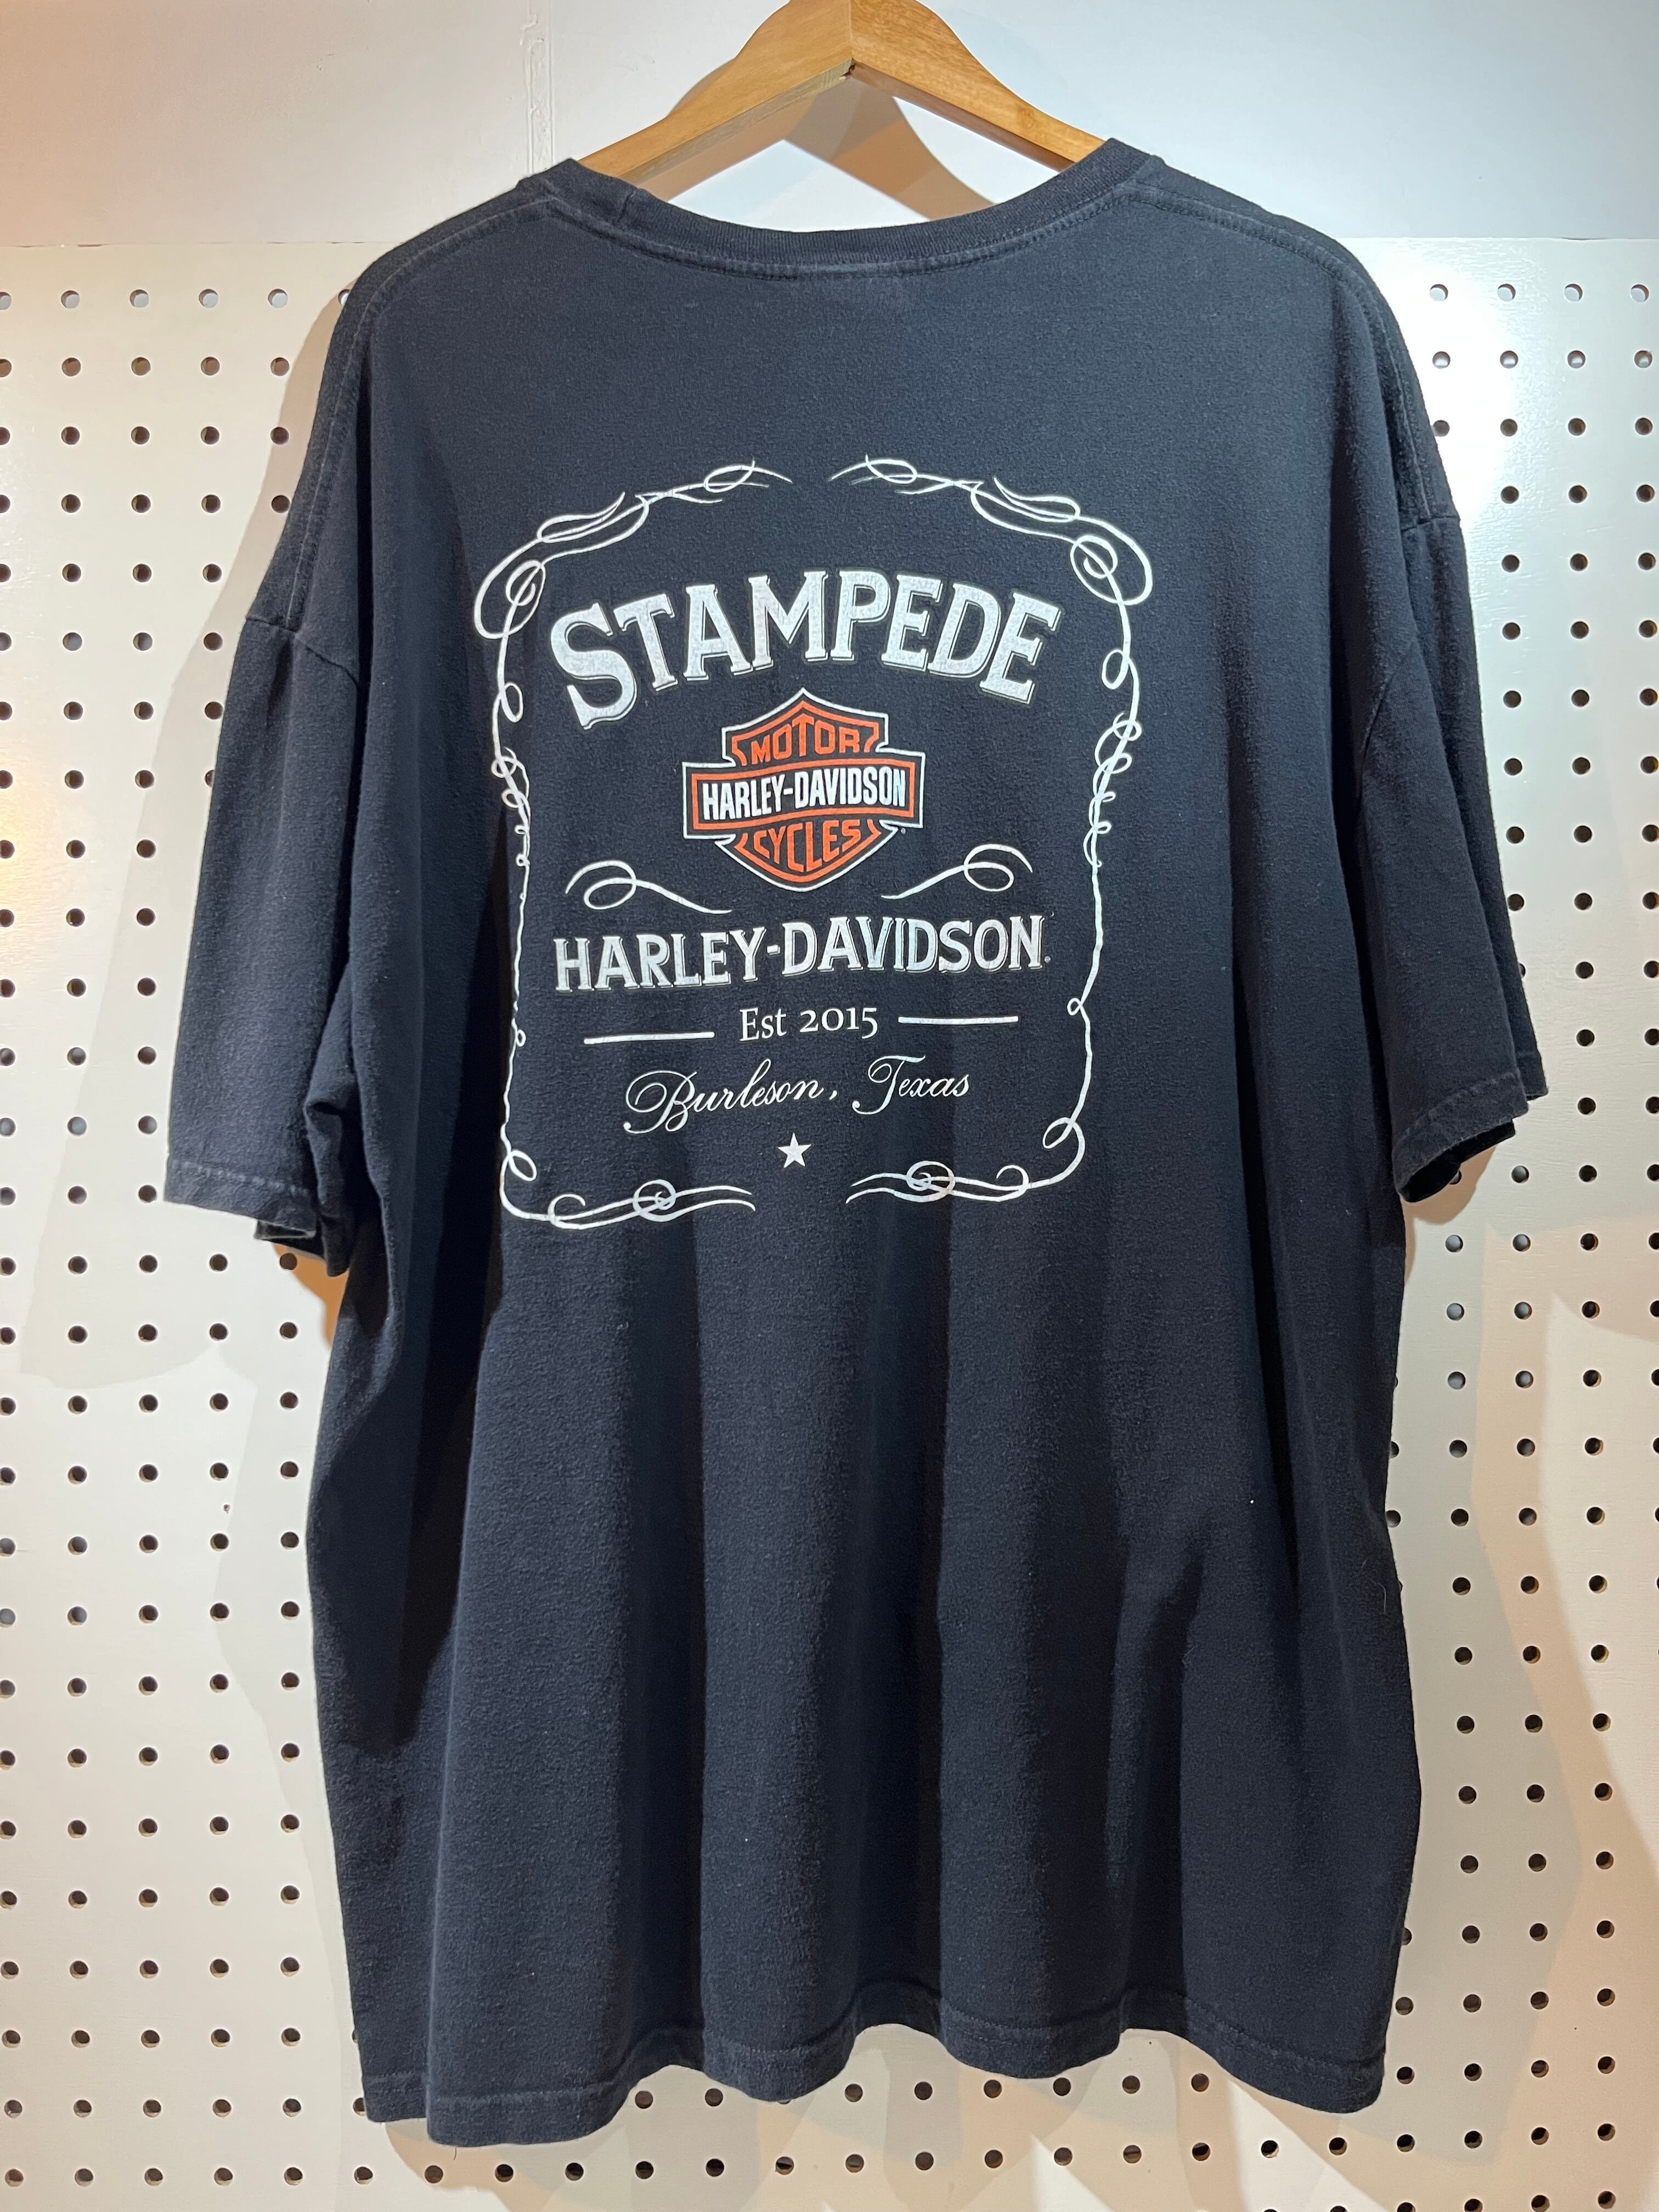 STAMPEDE
MOTOR
HARLEY-DAVIDSON
CYCLES
HARLEY-DAVIDSON®
Est 2015
Burleson, Texas